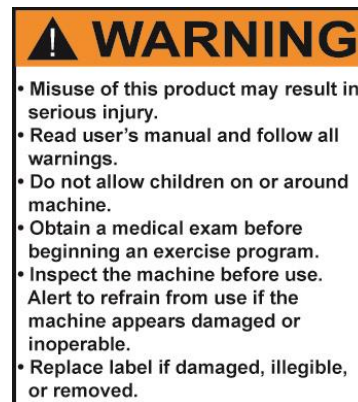 WARNING
• Misuse of this product may result in
serious injury.
• Read user's manual and follow all
warnings.
• Do not allow children on or around
machine.
• Obtain a medical exam before
beginning an exercise program.
• Inspect the machine before use.
Alert to refrain from use if the
machine appears damaged or
inoperable.
• Replace label if damaged, illegible,
or removed.